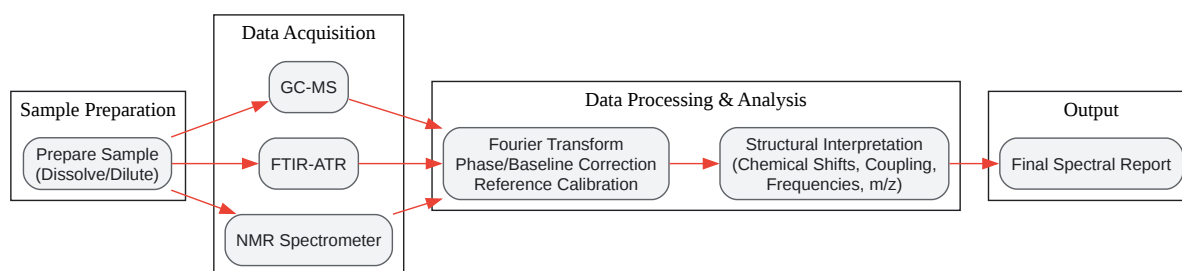 Sample Preparation
Prepare Sample
(Dissolve/Dilute)
Data Acquisition
GC-MS
FTIR-ATR
NMR Spectrometer
Data Processing & Analysis
Fourier Transform
Phase/Baseline Correction
Reference Calibration
Structural Interpretation
(Chemical Shifts, Coupling,
Frequencies, m/z)
Output
Final Spectral Report